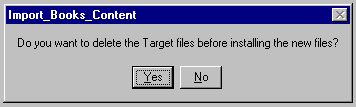 Import_Books_Content
Do you want to delete the Target files before installing the new files?
Yes No